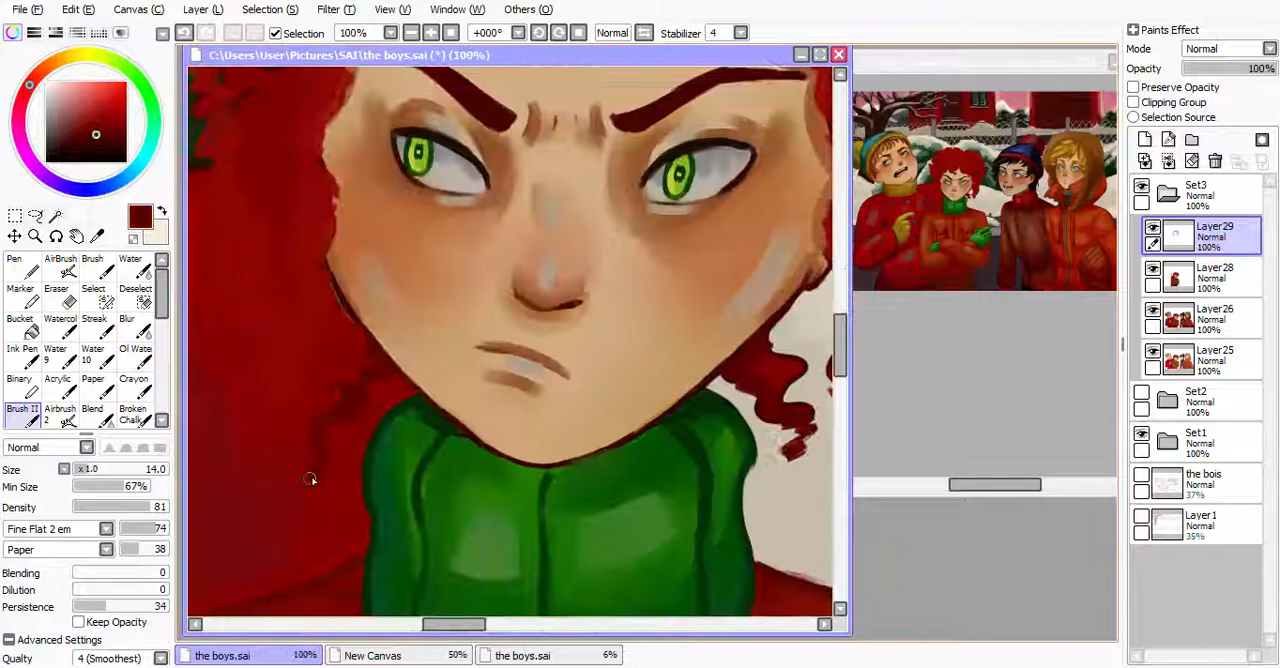 File (F) Edit (E) Canvas (C) Layer (L) Selection (S) Filter (T) View (V) Window (W) Others (O)
Selection 100% +000° Normal Stabilizer 4
C:\Users\User\Pictures\SAI\the boys.sai (*) (100%)
Pen AirBrush Brush Water
Marker Eraser Select Deselect
Bucket Watercol Streak Blur
Ink Pen Water 9 Water 10 Oil Wate
Binary Acrylic Paper Crayon
Brush II Airbrush 2 Blend Broken Chalk
Normal
Size x1.0 14.0
Min Size 67%
Density 81
Fine Flat 2 em 74
Paper 38
Blending 0
Dilution 0
Persistence 34
Keep Opacity
Advanced Settings
Qualty 4 (Smoothest)
the boys.sai 100% New Canvas 50% the boys.sai 6%
Paints Effect
Mode Normal
Opacity 100%
Preserve Opacity
Clipping Group
Selection Source
Set3
100%
Layer29
Normal
100%
Layer28
Normal
100%
Layer26
Normal
100%
Layer25
Normal
100%
Set2
100%
Set1
100%
the bois
Normal
37%
Layer1
Normal
35%